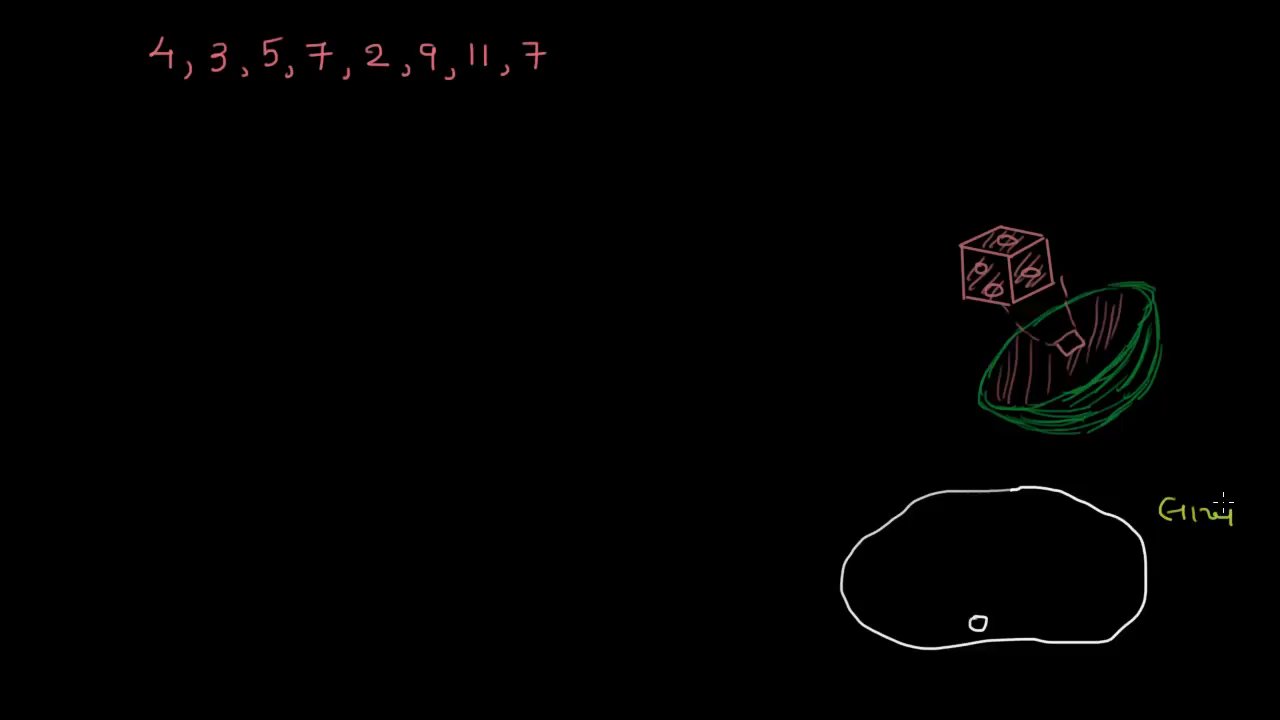 4, 3, 5, 7, 2, 9, 11, 7